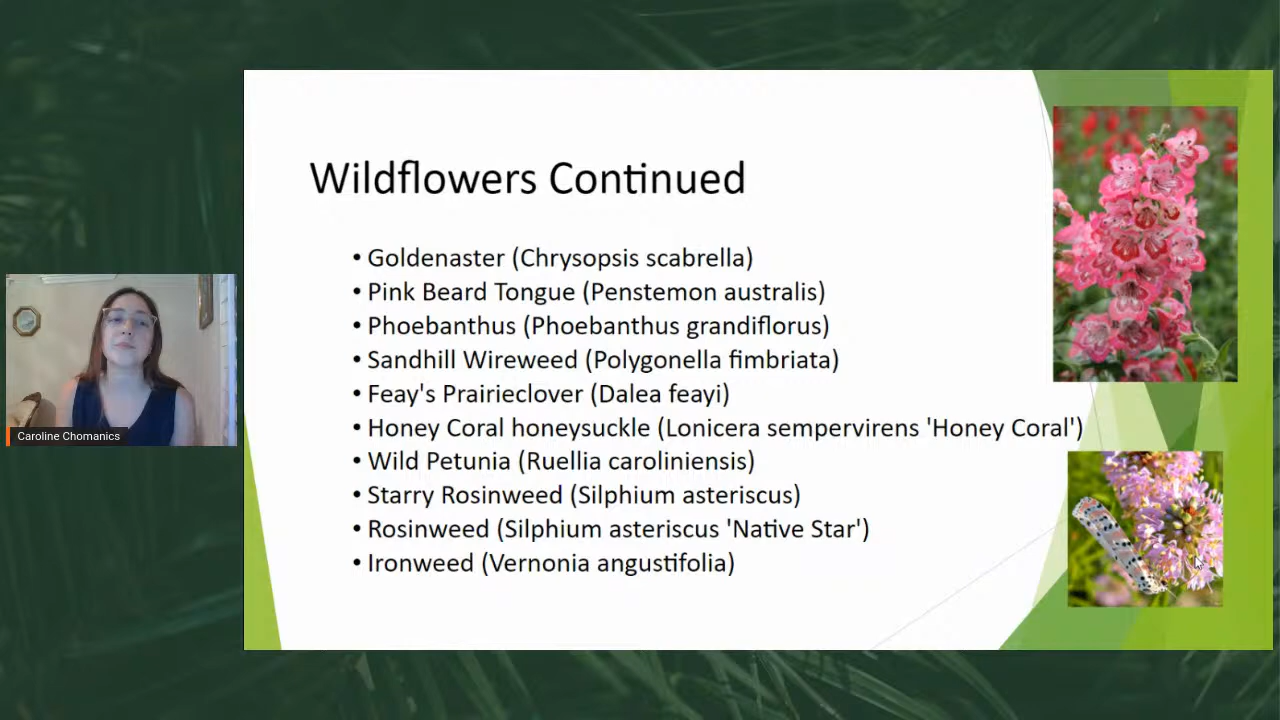 Wildflowers Continued
• Goldenaster (Chrysopsis scabrella)
• Pink Beard Tongue (Penstemon australis)
• Phoebanthus (Phoebanthus grandiflorus)
• Sandhill Wireweed (Polygonella fimbriata)
• Feay's Prairieclover (Dalea feayi)
• Honey Coral honeysuckle (Lonicera sempervirens 'Honey Coral')
• Wild Petunia (Ruellia caroliniensis)
• Starry Rosinweed (Silphium asteriscus)
• Rosinweed (Silphium asteriscus 'Native Star')
• Ironweed (Vernonia angustifolia)
Caroline Chomanics